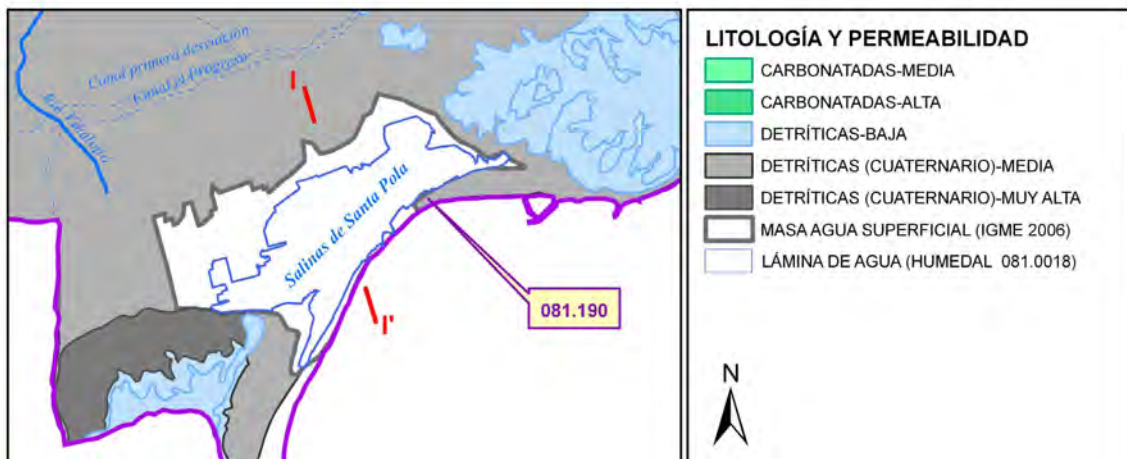 Canal primera desviación
Canal el Progreso
Río Vinalopó
I
Salinas de Santa Pola
I'
081.190
LITOLOGÍA Y PERMEABILIDAD
CARBONATADAS-MEDIA
CARBONATADAS-ALTA
DETRÍTICAS-BAJA
DETRÍTICAS (CUATERNARIO)-MEDIA
DETRÍTICAS (CUATERNARIO)-MUY ALTA
MASA AGUA SUPERFICIAL (IGME 2006)
LÁMINA DE AGUA (HUMEDAL 081.0018)
N